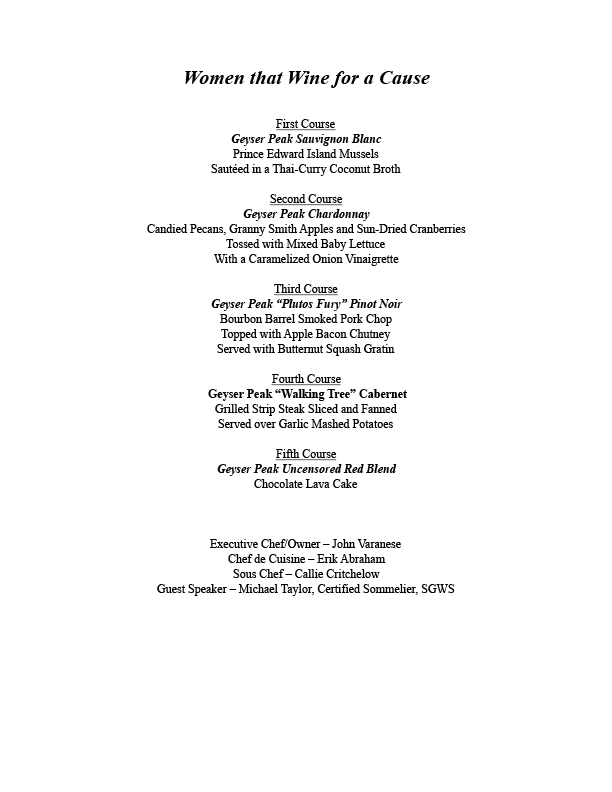 Women that Wine for a Cause
First Course
Geyser Peak Sauvignon Blanc
Prince Edward Island Mussels
Sautéed in a Thai-Curry Coconut Broth
Second Course
Geyser Peak Chardonnay
Candied Pecans, Granny Smith Apples and Sun-Dried Cranberries
Tossed with Mixed Baby Lettuce
With a Caramelized Onion Vinaigrette
Third Course
Geyser Peak “Plutos Fury” Pinot Noir
Bourbon Barrel Smoked Pork Chop
Topped with Apple Bacon Chutney
Served with Butternut Squash Gratin
Fourth Course
Geyser Peak “Walking Tree” Cabernet
Grilled Strip Steak Sliced and Fanned
Served over Garlic Mashed Potatoes
Fifth Course
Geyser Peak Uncensored Red Blend
Chocolate Lava Cake
Executive Chef/Owner – John Varanese
Chef de Cuisine – Erik Abraham
Sous Chef – Callie Critchelow
Guest Speaker – Michael Taylor, Certified Sommelier, SGWS